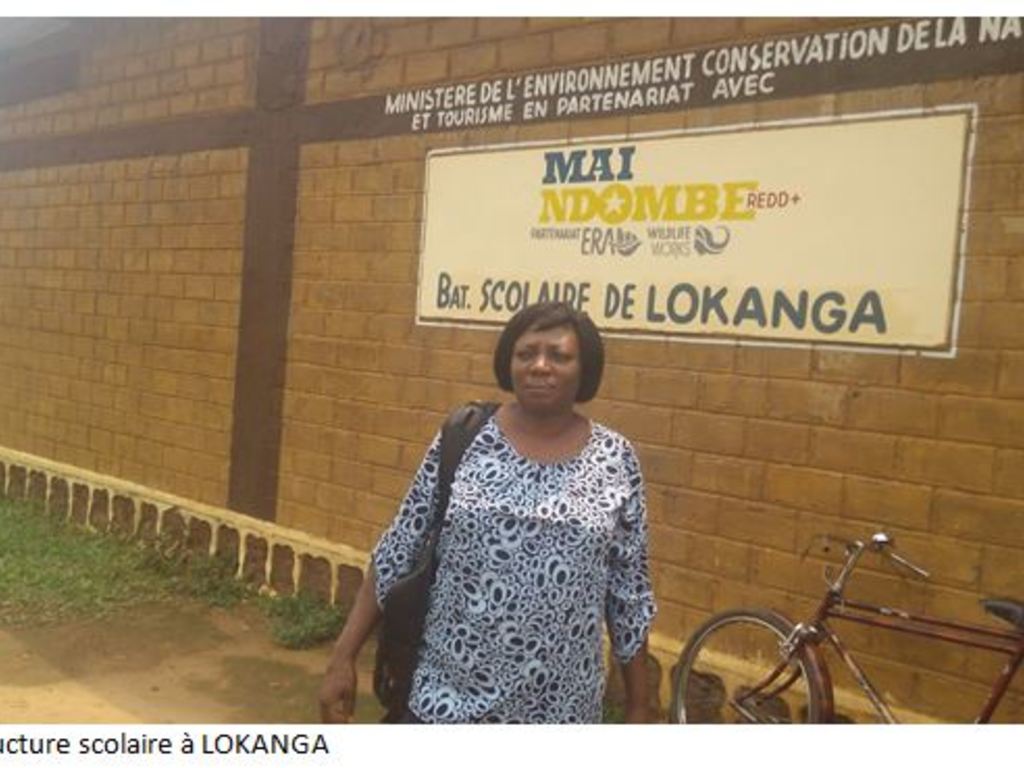 MINISTERE DE L'ENVIRONNEMENT CONSERVATION DE LA NA
ET TOURISME EN PARTENARIAT AVEC
MAI
NDOMBE REDD+
PARTENARIAT ERA WILDLIFE WORKS
BAT. SCOLAIRE DE LOKANGA
ucture scolaire à LOKANGA